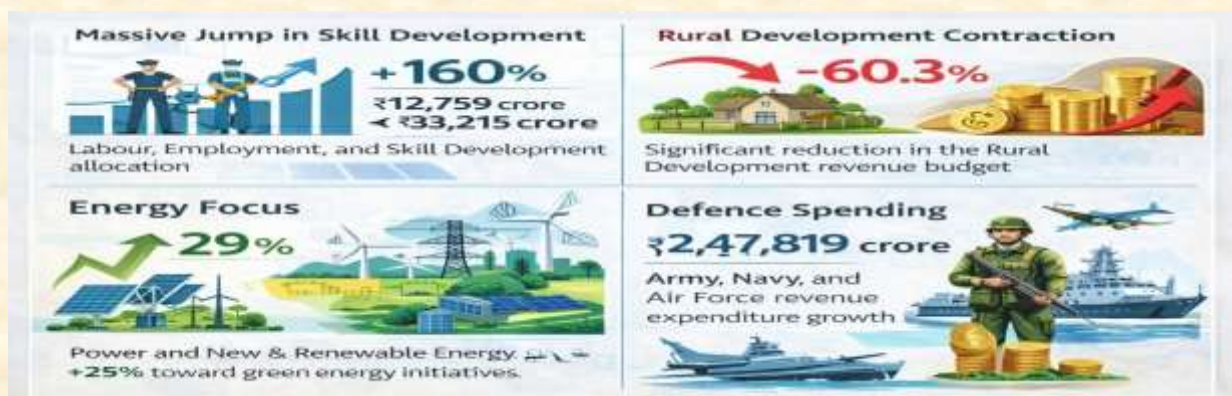 Massive Jump in Skill Development
+160%
₹12,759 crore
< ₹33,215 crore
Labour, Employment, and Skill Development
allocation
Rural Development Contraction
-60.3%
Significant reduction in the Rural
Development revenue budget
Energy Focus
29%
Power and New & Renewable Energy
+25% toward green energy initiatives.
Defence Spending
₹2,47,819 crore
Army, Navy, and
Air Force revenue
expenditure growth